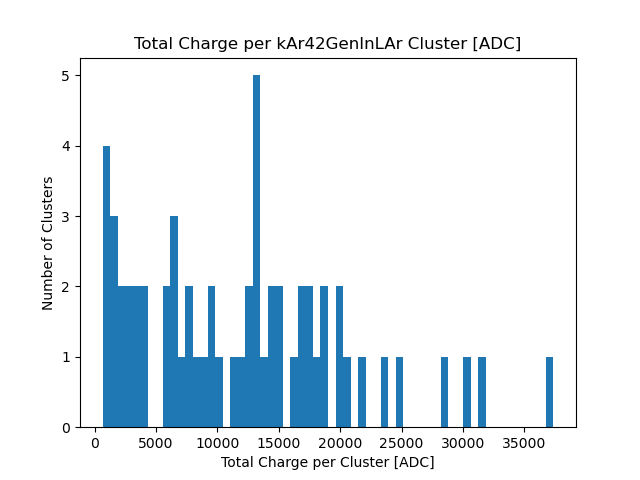 Total Charge per kAr42GenInLAr Cluster [ADC]
5
4
3
2
1
0
Number of Clusters
0 5000 10000 15000 20000 25000 30000 35000
Total Charge per Cluster [ADC]